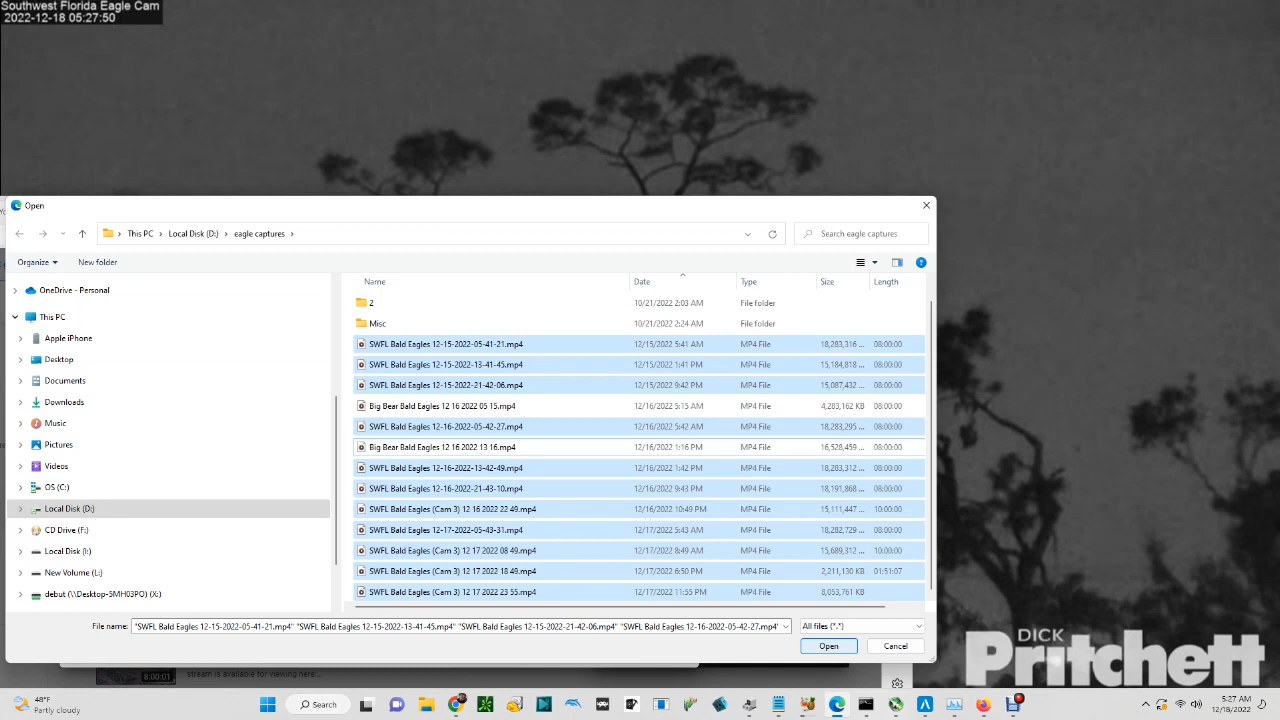 Southwest Florida Eagle Cam
2022-12-18 05:27:50
Open
This PC
Local Disk (D:)
eagle captures
Search eagle captures
Organize
New folder
Name
Date
Type
Size
Length
OneDrive - Personal
This PC
Apple iPhone
Desktop
Documents
Downloads
Music
Pictures
Videos
OS (C:)
Local Disk (D:)
CD Drive (F:)
Local Disk (I:)
New Volume (L:)
debut (\\Desktop-5MH03PO) (X:)
2 10/21/2022 2:03 AM File folder
Misc 10/21/2022 2:24 AM File folder
SWFL Bald Eagles 12-15-2022-05-41-21.mp4 12/15/2022 5:41 AM MP4 File 18,283,316 ... 08:00:00
SWFL Bald Eagles 12-15-2022-13-41-45.mp4 12/15/2022 1:41 PM MP4 File 15,184,818 ... 08:00:00
SWFL Bald Eagles 12-15-2022-21-42-06.mp4 12/15/2022 9:42 PM MP4 File 15,087,432 ... 08:00:00
Big Bear Bald Eagles 12 16 2022 05 15.mp4 12/16/2022 5:15 AM MP4 File 4,283,162 KB 08:00:00
SWFL Bald Eagles 12-16-2022-05-42-27.mp4 12/16/2022 5:42 AM MP4 File 18,283,295 ... 08:00:00
Big Bear Bald Eagles 12 16 2022 13 16.mp4 12/16/2022 1:16 PM MP4 File 16,528,459 ... 08:00:00
SWFL Bald Eagles 12-16-2022-13-42-49.mp4 12/16/2022 1:42 PM MP4 File 18,283,312 ... 08:00:00
SWFL Bald Eagles 12-16-2022-21-43-10.mp4 12/16/2022 9:43 PM MP4 File 18,191,868 ... 08:00:00
SWFL Bald Eagles (Cam 3) 12 16 2022 22 49.mp4 12/16/2022 10:49 PM MP4 File 15,111,447 ... 10:00:00
SWFL Bald Eagles 12-17-2022-05-43-31.mp4 12/17/2022 5:43 AM MP4 File 18,282,729 ... 08:00:00
SWFL Bald Eagles (Cam 3) 12 17 2022 08 49.mp4 12/17/2022 8:49 AM MP4 File 15,689,312 ... 10:00:00
SWFL Bald Eagles (Cam 3) 12 17 2022 18 49.mp4 12/17/2022 6:50 PM MP4 File 2,211,130 KB 01:51:07
SWFL Bald Eagles (Cam 3) 12 17 2022 23 55.mp4 12/17/2022 11:55 PM MP4 File 8,053,761 KB
File name: "SWFL Bald Eagles 12-15-2022-05-41-21.mp4" "SWFL Bald Eagles 12-15-2022-13-41-45.mp4" "SWFL Bald Eagles 12-15-2022-21-42-06.mp4" "SWFL Bald Eagles 12-16-2022-05-42-27.mp4"
All files (*.*)
Open
Cancel
DICK
Pritchett
8:00:01
stream is available for viewing here:...
48°F
Partly cloudy
Search
5:27 AM
12/18/2022